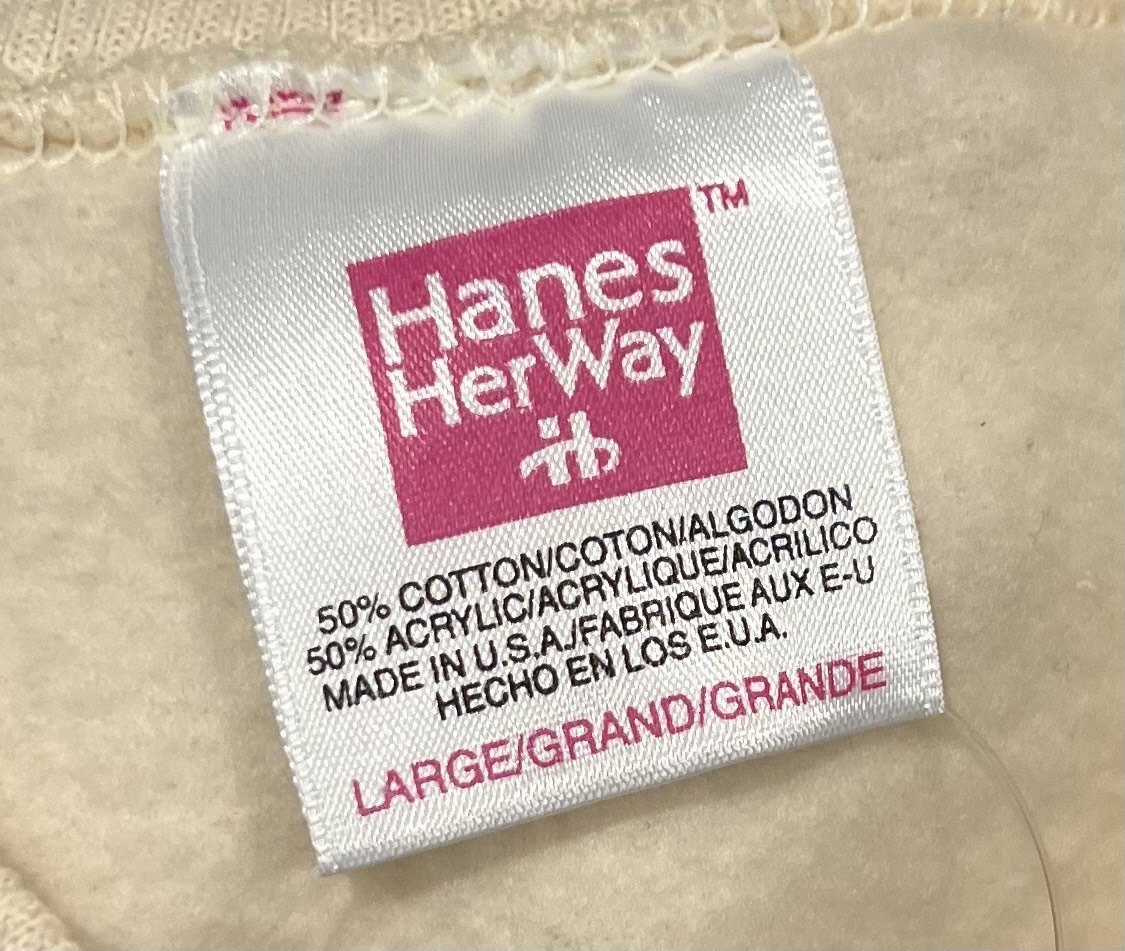 TM
Hanes
HerWay
50% COTTON/COTON/ALGODON
50% ACRYLIC/ACRYLIQUE/ACRILICO
MADE IN U.S.A./FABRIQUE AUX E-U
HECHO EN LOS E.U.A.
LARGE/GRAND/GRANDE